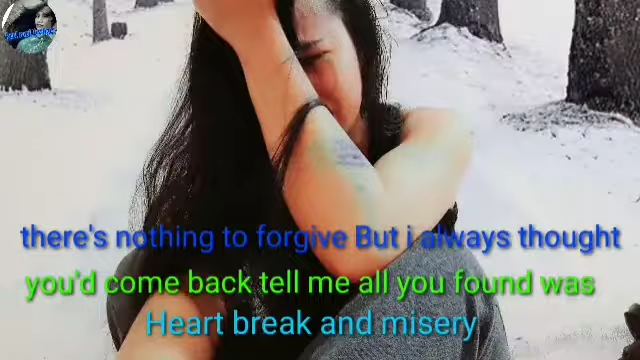 there's nothing to forgive But i always thought
you'd come back tell me all you found was
Heart break and misery